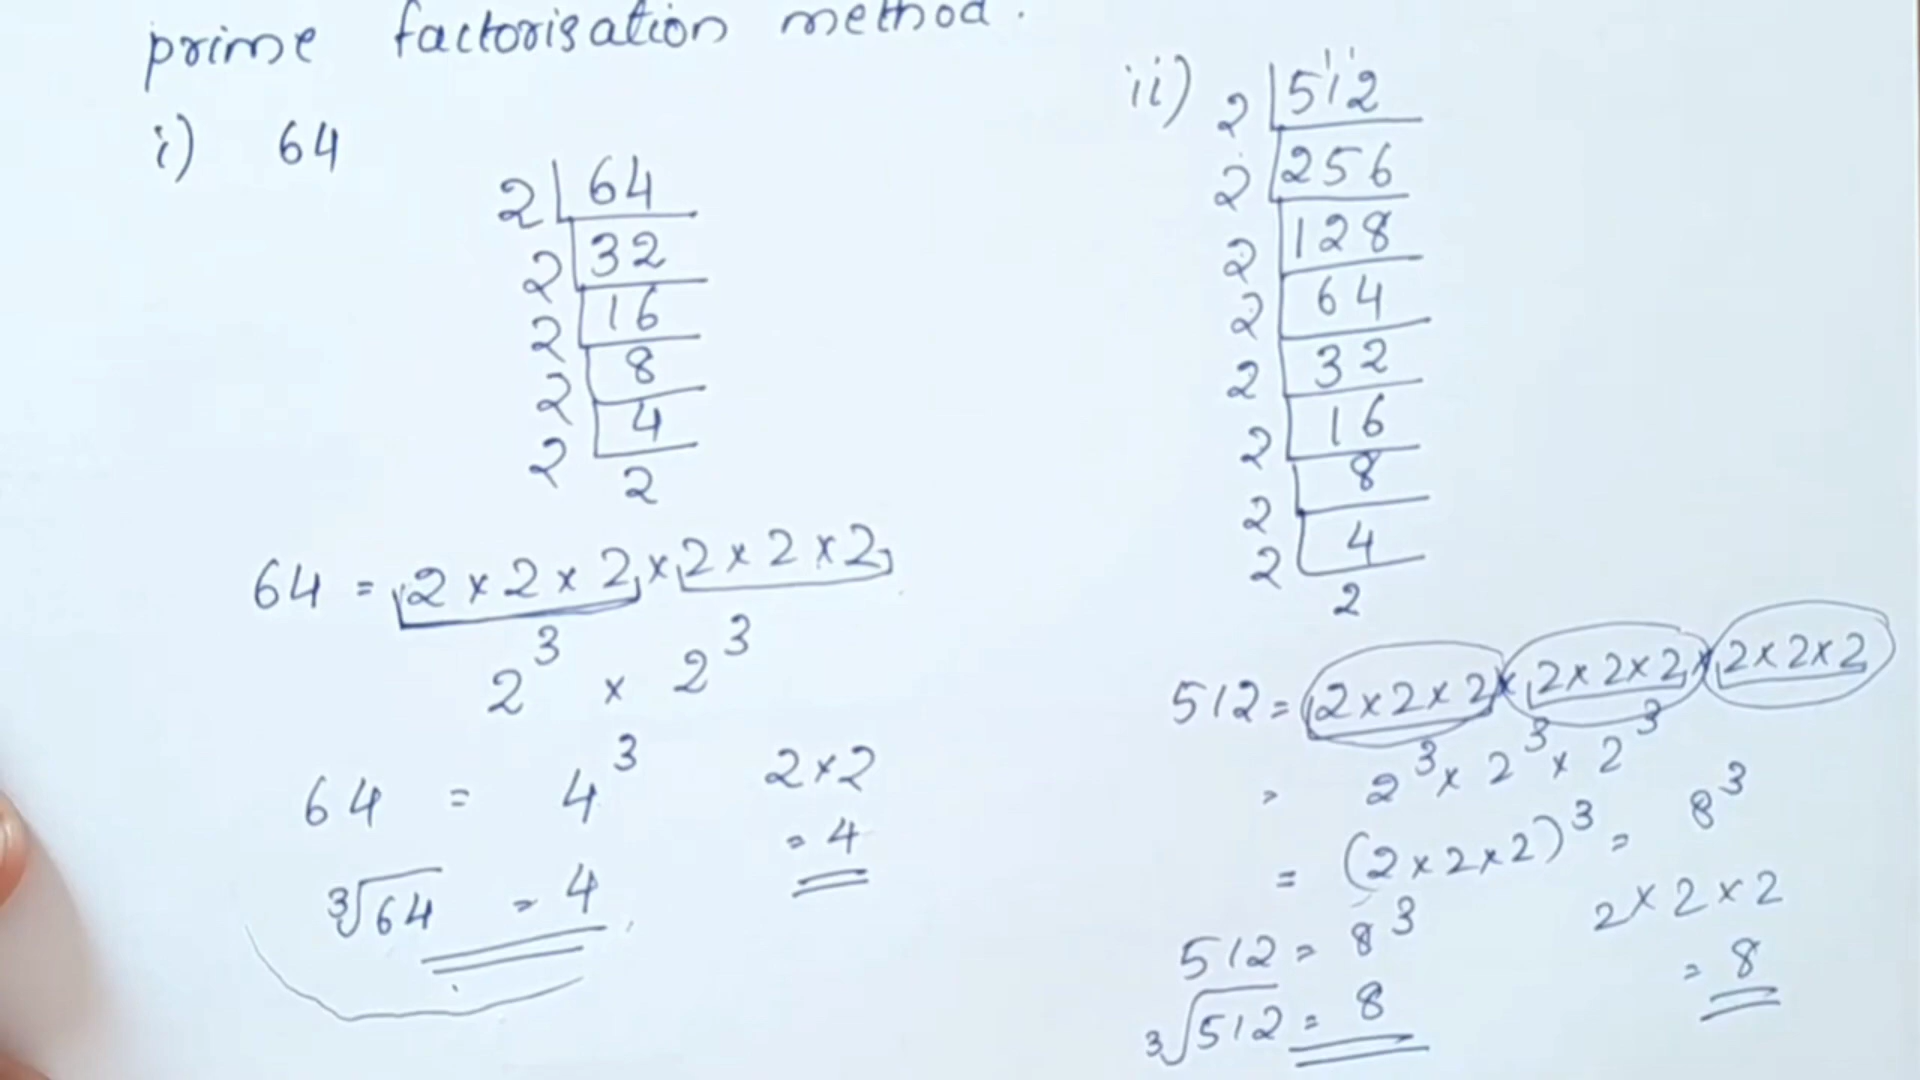 prime factorisation method.
i) 64
2 | 64
2 | 32
2 | 16
2 | 8
2 | 4
2
64 = 2 × 2 × 2 × 2 × 2 × 2
2³ × 2³
64 = 4³
2 × 2
= 4
³√64 = 4
ii) 2 | 512
2 | 256
2 | 128
2 | 64
2 | 32
2 | 16
2 | 8
2 | 4
2
512 = 2 × 2 × 2 × 2 × 2 × 2 × 2 × 2 × 2
= 2³ × 2³ × 2³
= (2 × 2 × 2)³ = 8³
2 × 2 × 2
= 8
512 = 8³
³√512 = 8